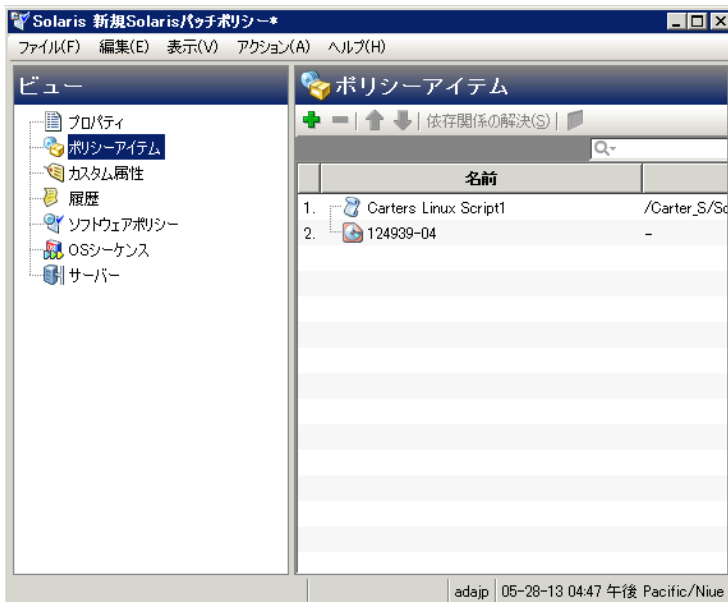 Solaris 新規Solarisパッチポリシー*
ファイル(F) 編集(E) 表示(V) アクション(A) ヘルプ(H)
ビュー
プロパティ
ポリシーアイテム
カスタム属性
履歴
ソフトウェアポリシー
OSシーケンス
サーバー
ポリシーアイテム
依存関係の解決(S)
名前
1. Carters Linux Script1 /Carter_S/Sc
2. 124939-04 -
adajp 05-28-13 04:47 午後 Pacific/Niue